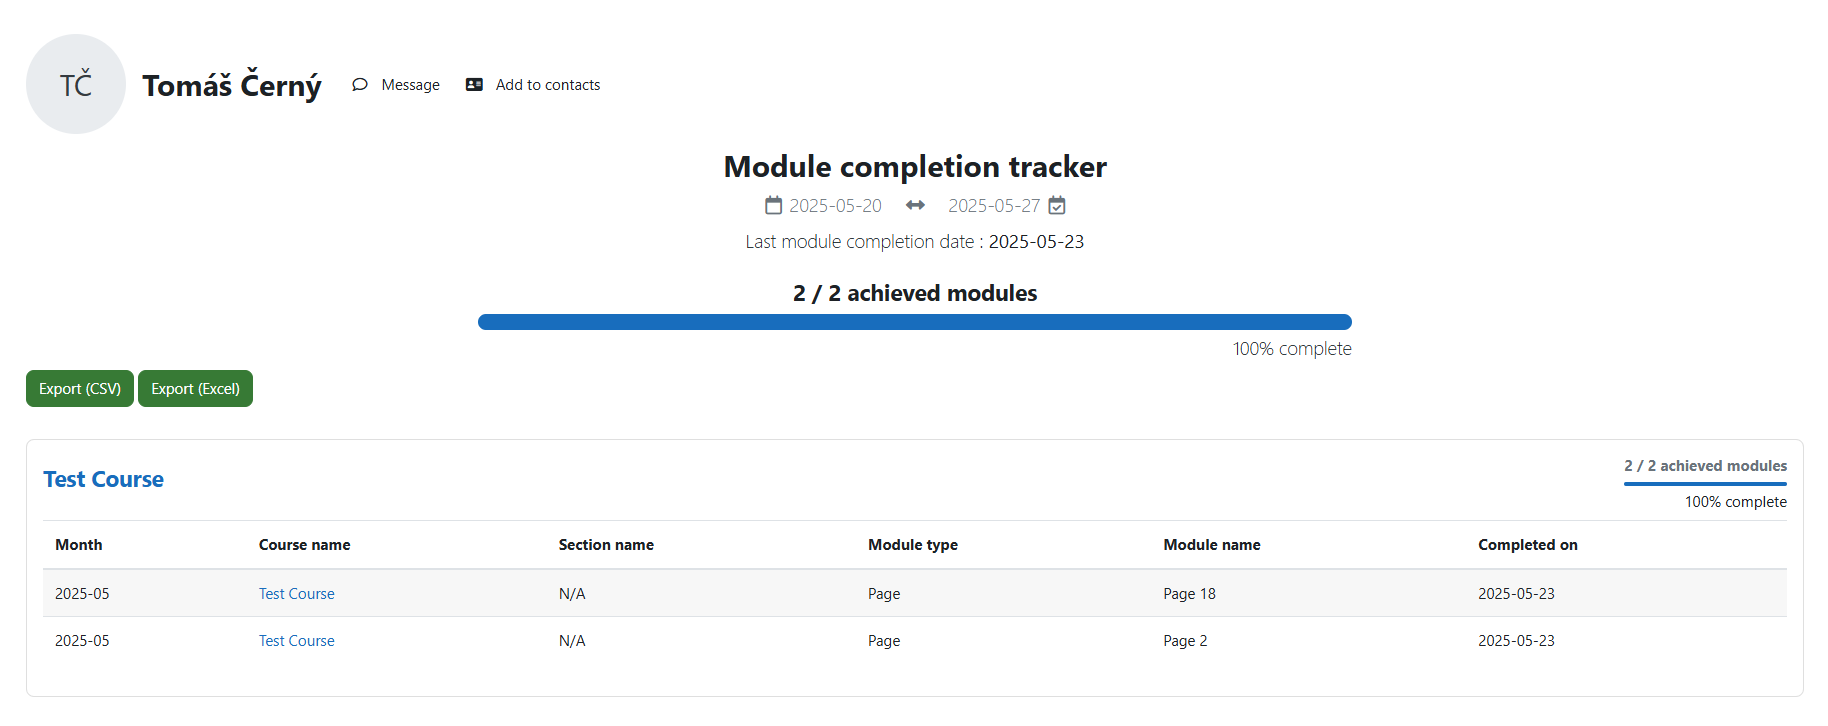 TČ
Tomáš Černý
Message
Add to contacts
Module completion tracker
2025-05-20
2025-05-27
Last module completion date : 2025-05-23
2 / 2 achieved modules
100% complete
Export (CSV)
Export (Excel)
Test Course
2 / 2 achieved modules
100% complete
Month Course name Section name Module type Module name Completed on
2025-05 Test Course N/A Page Page 18 2025-05-23
2025-05 Test Course N/A Page Page 2 2025-05-23